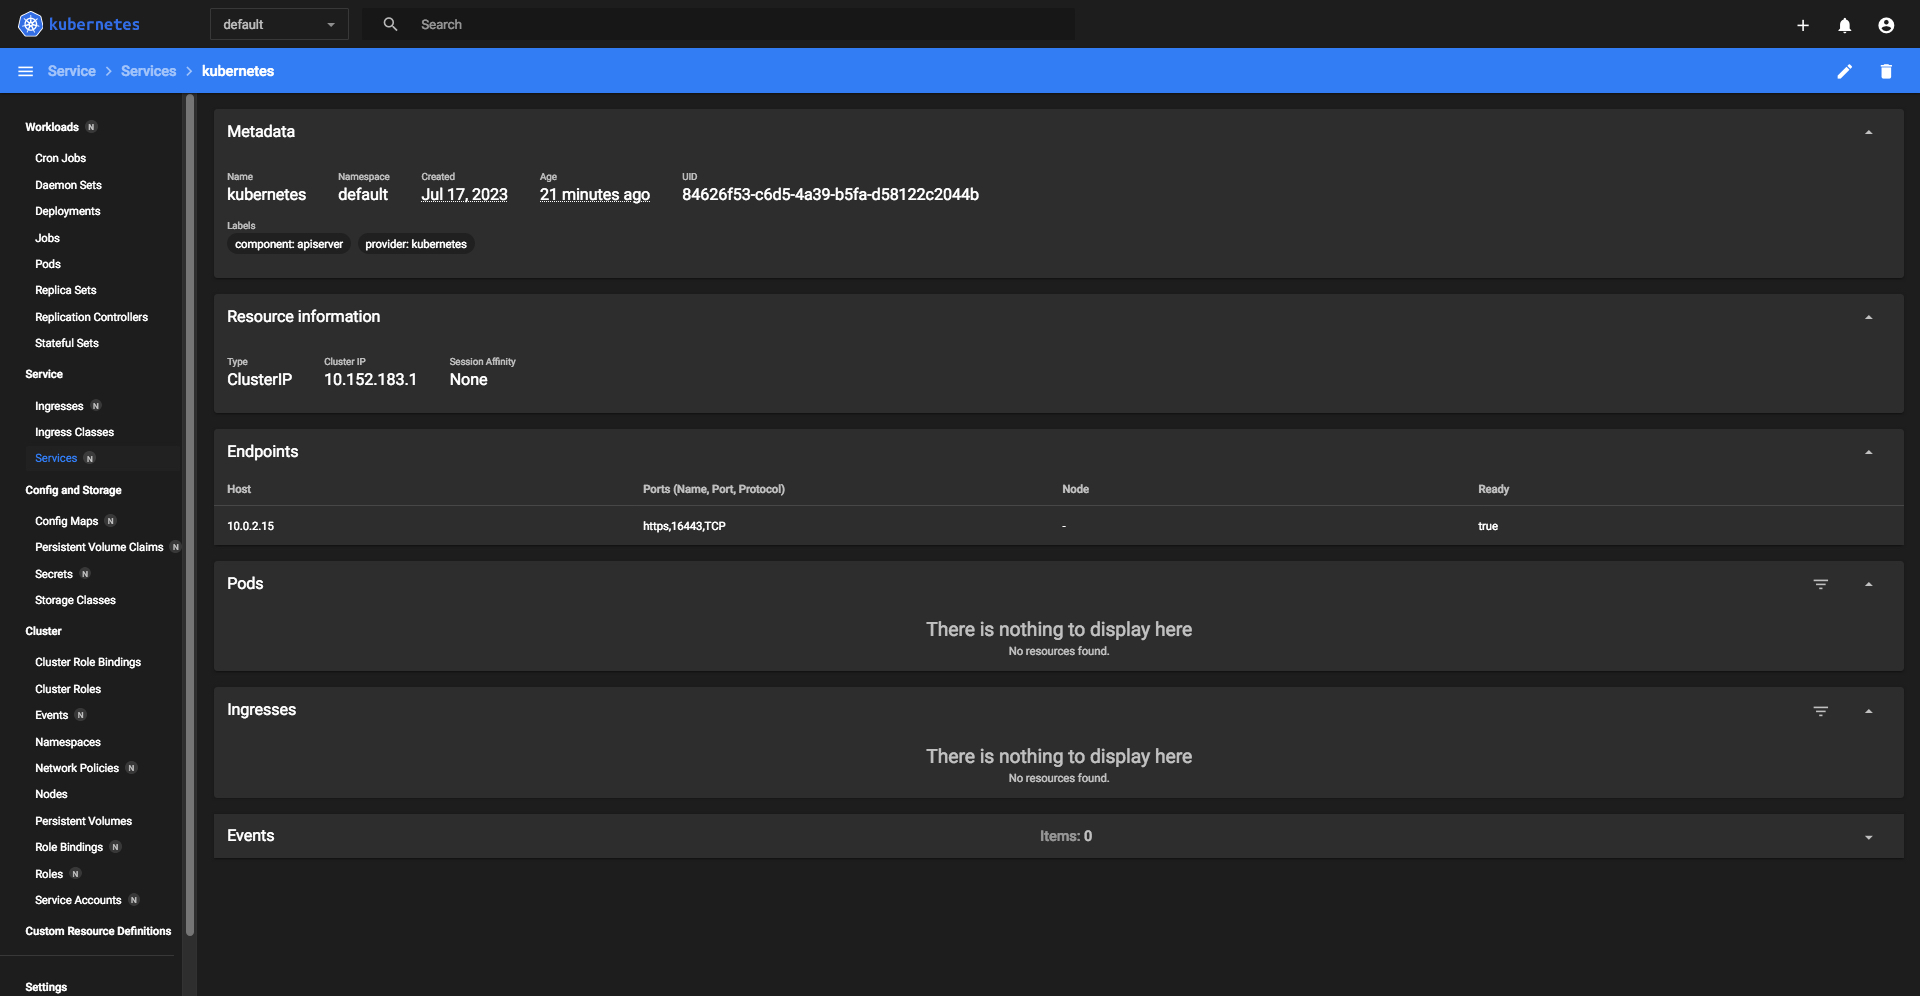 kubernetes
default
Search
Service > Services > kubernetes
Workloads N
Cron Jobs
Daemon Sets
Deployments
Jobs
Pods
Replica Sets
Replication Controllers
Stateful Sets
Service
Ingresses N
Ingress Classes
Services N
Config and Storage
Config Maps N
Persistent Volume Claims N
Secrets N
Storage Classes
Cluster
Cluster Role Bindings
Cluster Roles
Events N
Namespaces
Network Policies N
Nodes
Persistent Volumes
Role Bindings N
Roles N
Service Accounts N
Custom Resource Definitions
Settings
Metadata
Name Namespace Created Age UID
kubernetes default Jul 17, 2023 21 minutes ago 84626f53-c6d5-4a39-b5fa-d58122c2044b
Labels
component: apiserver provider: kubernetes
Resource information
Type Cluster IP Session Affinity
ClusterIP 10.152.183.1 None
Endpoints
Host Ports (Name, Port, Protocol) Node Ready
10.0.2.15 https,16443,TCP - true
Pods
There is nothing to display here
No resources found.
Ingresses
There is nothing to display here
No resources found.
Events Items: 0